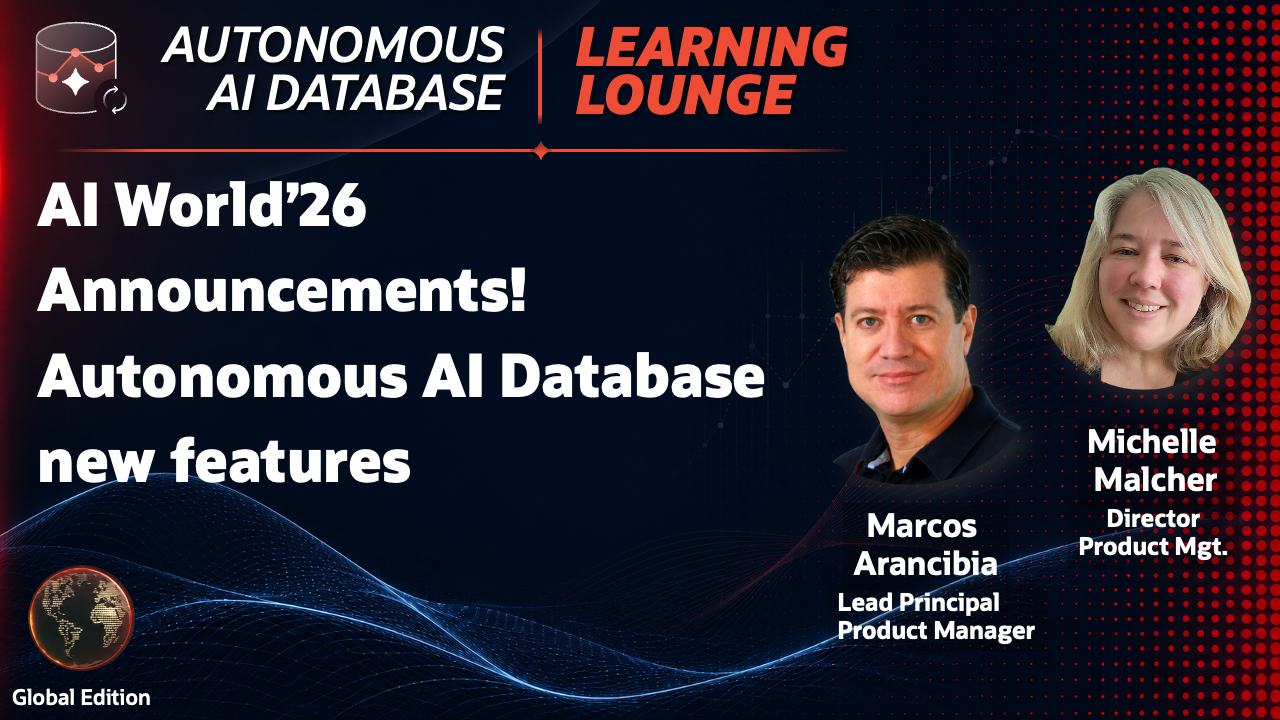 AUTONOMOUS
AI DATABASE
LEARNING
LOUNGE
AI World’26
Announcements!
Autonomous AI Database
new features
Marcos
Arancibia
Lead Principal
Product Manager
Michelle
Malcher
Director
Product Mgt.
Global Edition